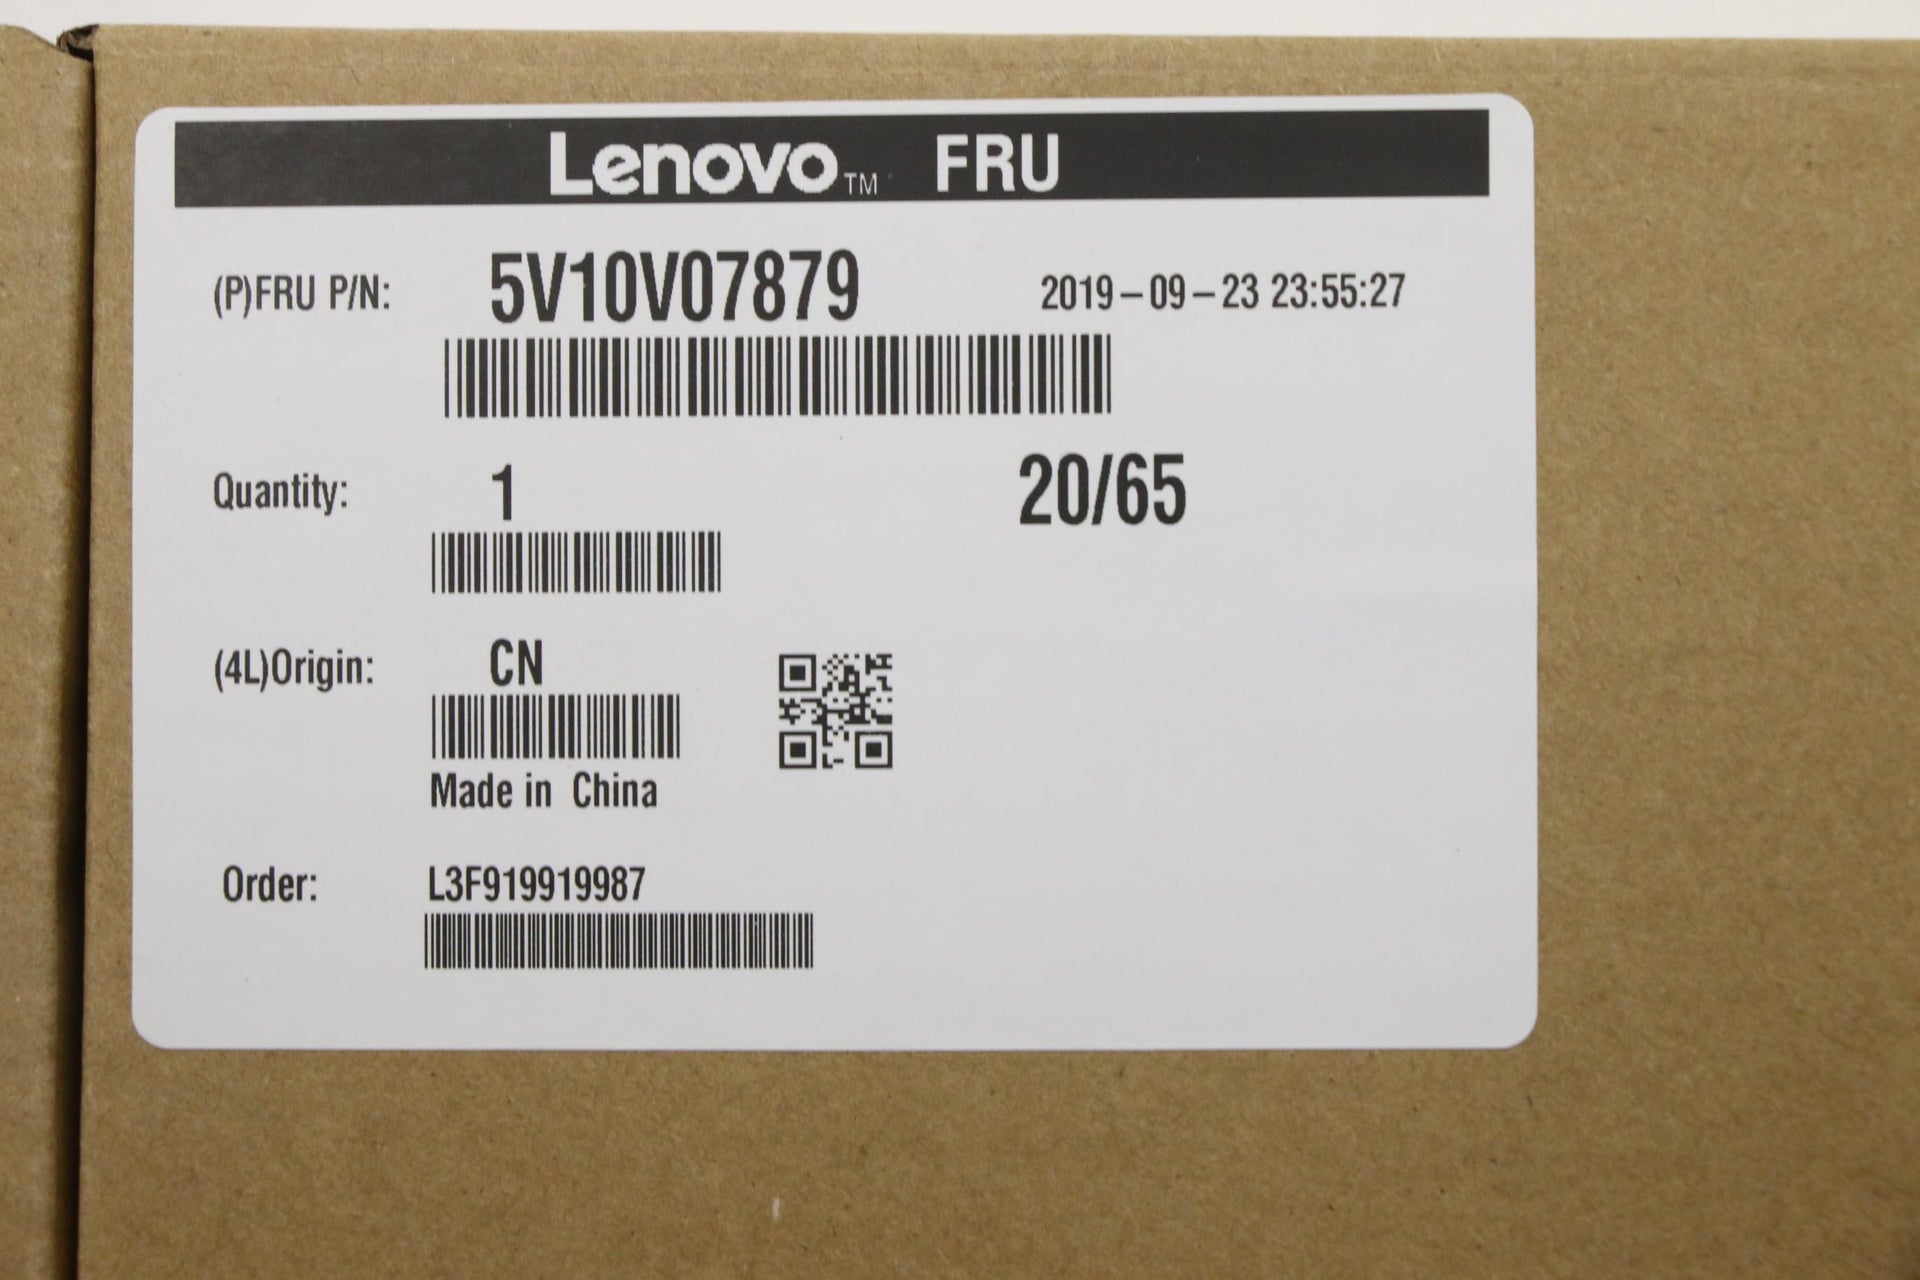 Lenovo™ FRU
(P)FRU P/N: 5V10V07879 2019-09-23 23:55:27
Quantity: 1 20/65
(4L)Origin: CN
Made in China
Order: L3F919919987